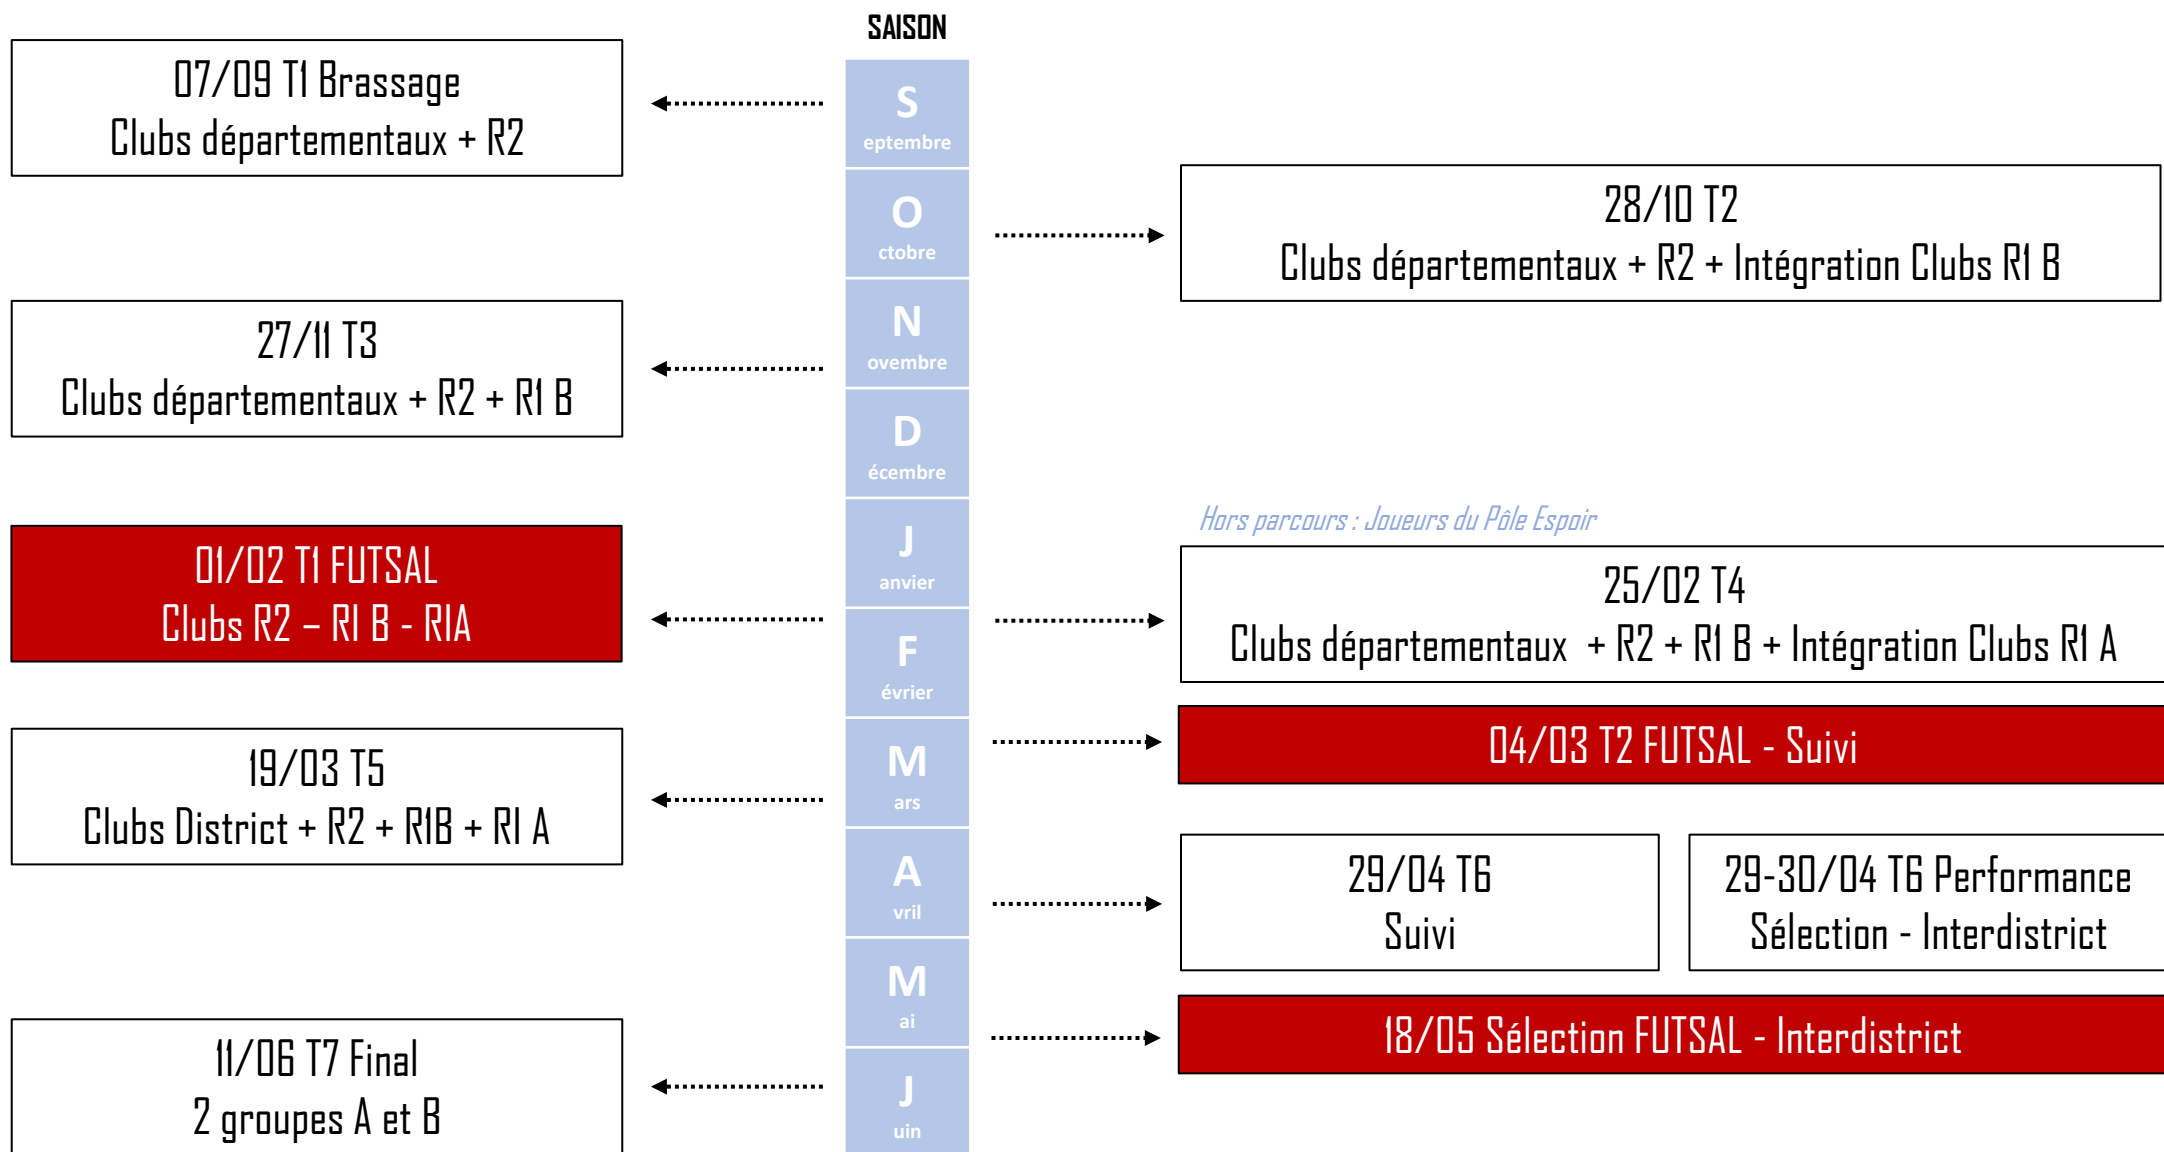 SAISON
07/09 T1 Brassage
Clubs départementaux + R2
S
eptembre
O
ctobre
28/10 T2
Clubs départementaux + R2 + Intégration Clubs R1 B
27/11 T3
Clubs départementaux + R2 + R1 B
N
ovembre
D
écembre
J
anvier
Hors parcours : Joueurs du Pôle Espoir
01/02 T1 FUTSAL
Clubs R2 – RI B - RIA
25/02 T4
Clubs départementaux + R2 + R1 B + Intégration Clubs R1 A
F
évrier
04/03 T2 FUTSAL - Suivi
M
ars
19/03 T5
Clubs District + R2 + R1B + RI A
A
vril
29/04 T6
Suivi
29-30/04 T6 Performance
Sélection - Interdistrict
M
ai
18/05 Sélection FUTSAL - Interdistrict
11/06 T7 Final
2 groupes A et B
J
uin